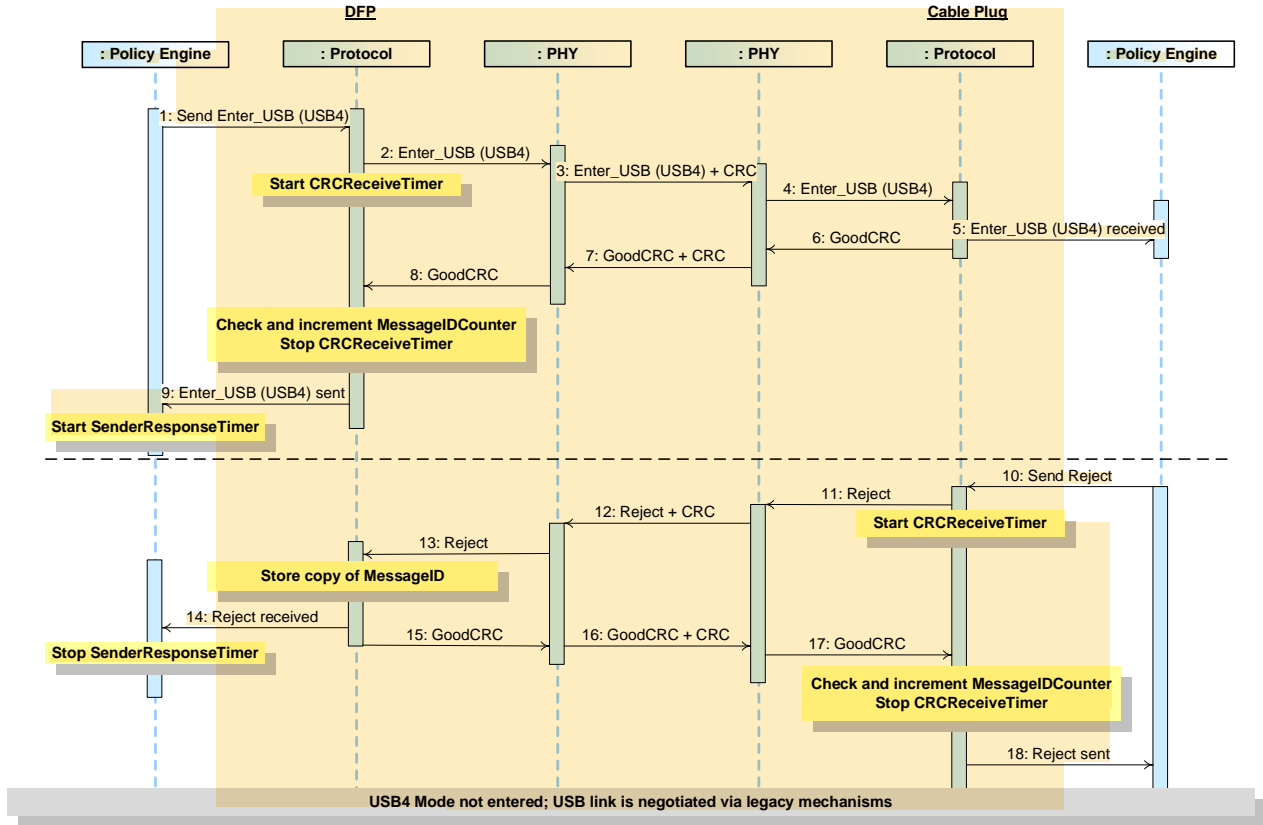 DFP
Cable Plug
: Policy Engine
: Protocol
: PHY
: PHY
: Protocol
: Policy Engine
1: Send Enter_USB (USB4)
2: Enter_USB (USB4)
3: Enter_USB (USB4) + CRC
Start CRCReceiveTimer
4: Enter_USB (USB4)
5: Enter_USB (USB4) received
6: GoodCRC
7: GoodCRC + CRC
8: GoodCRC
Check and increment MessageIDCounter
Stop CRCReceiveTimer
9: Enter_USB (USB4) sent
Start SenderResponseTimer
10: Send Reject
11: Reject
12: Reject + CRC
Start CRCReceiveTimer
13: Reject
Store copy of MessageID
14: Reject received
15: GoodCRC
16: GoodCRC + CRC
17: GoodCRC
Stop SenderResponseTimer
Check and increment MessageIDCounter
Stop CRCReceiveTimer
18: Reject sent
USB4 Mode not entered; USB link is negotiated via legacy mechanisms